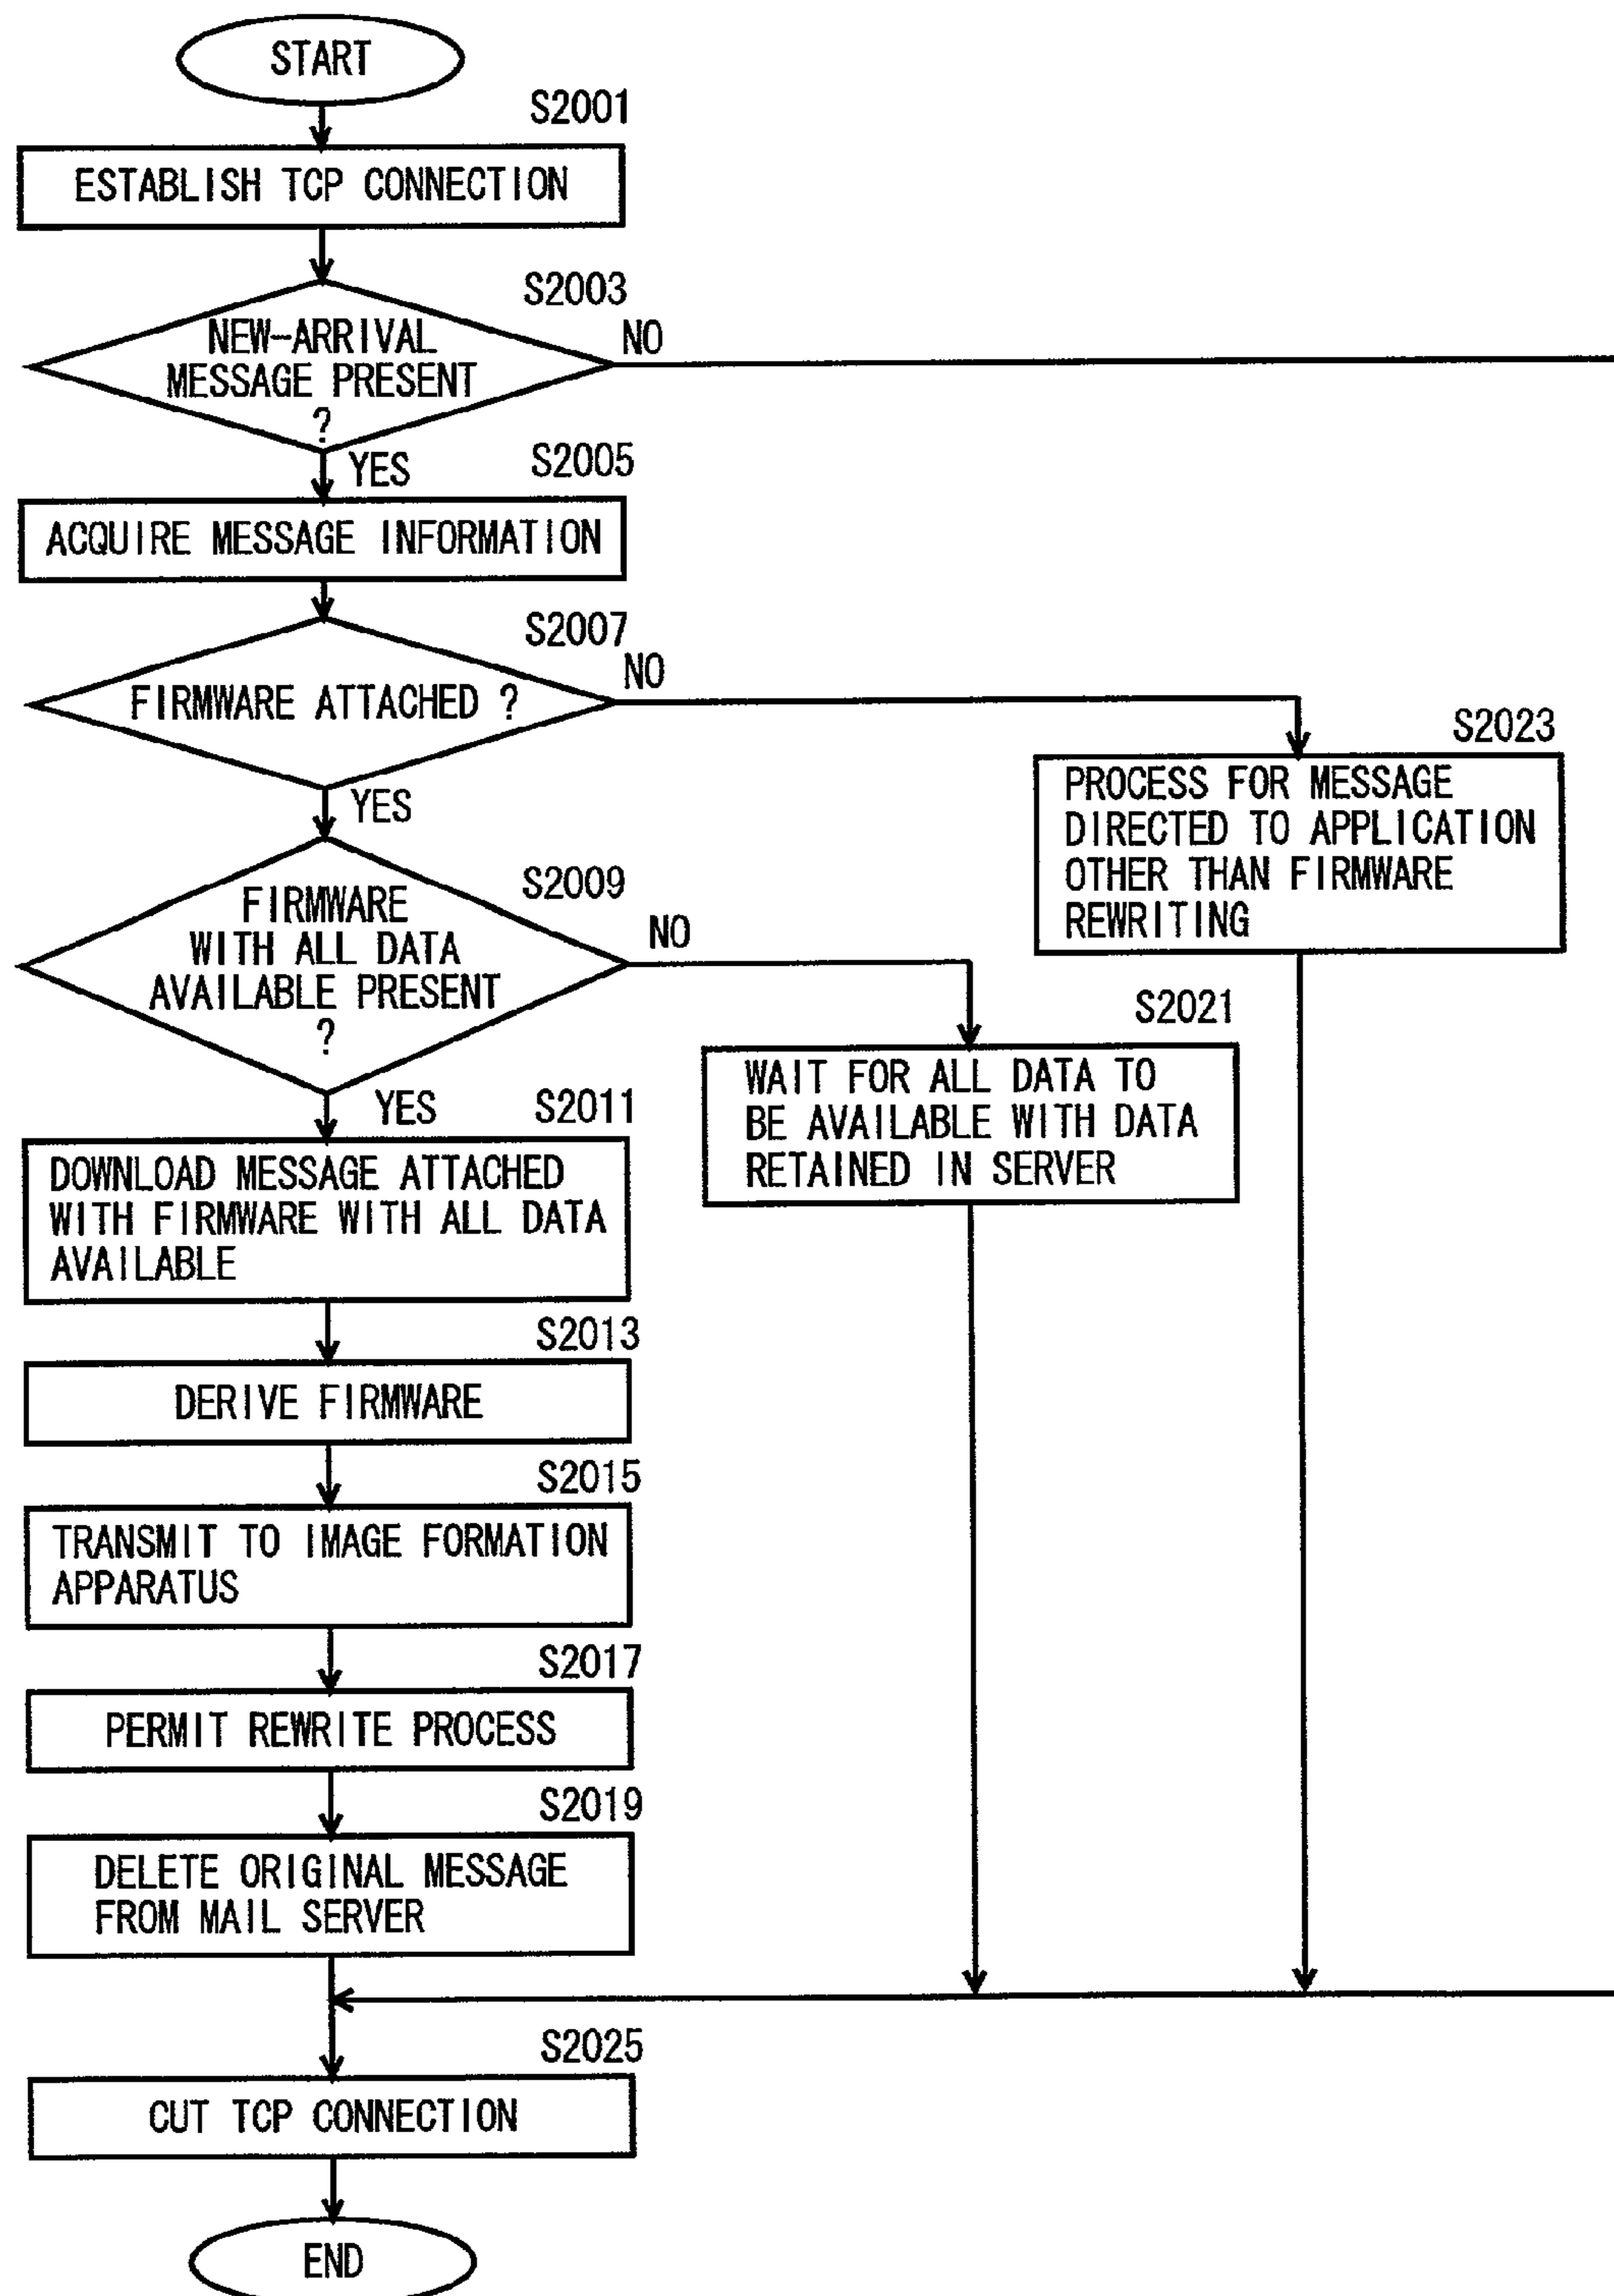 START
S2001
ESTABLISH TCP CONNECTION
S2003
NEW-ARRIVAL
MESSAGE PRESENT
?
NO
YES
S2005
ACQUIRE MESSAGE INFORMATION
S2007
FIRMWARE ATTACHED ?
NO
YES
S2023
PROCESS FOR MESSAGE
DIRECTED TO APPLICATION
OTHER THAN FIRMWARE
REWRITING
S2009
FIRMWARE
WITH ALL DATA
AVAILABLE PRESENT
?
NO
YES
S2021
WAIT FOR ALL DATA TO
BE AVAILABLE WITH DATA
RETAINED IN SERVER
S2011
DOWNLOAD MESSAGE ATTACHED
WITH FIRMWARE WITH ALL DATA
AVAILABLE
S2013
DERIVE FIRMWARE
S2015
TRANSMIT TO IMAGE FORMATION
APPARATUS
S2017
PERMIT REWRITE PROCESS
S2019
DELETE ORIGINAL MESSAGE
FROM MAIL SERVER
S2025
CUT TCP CONNECTION
END